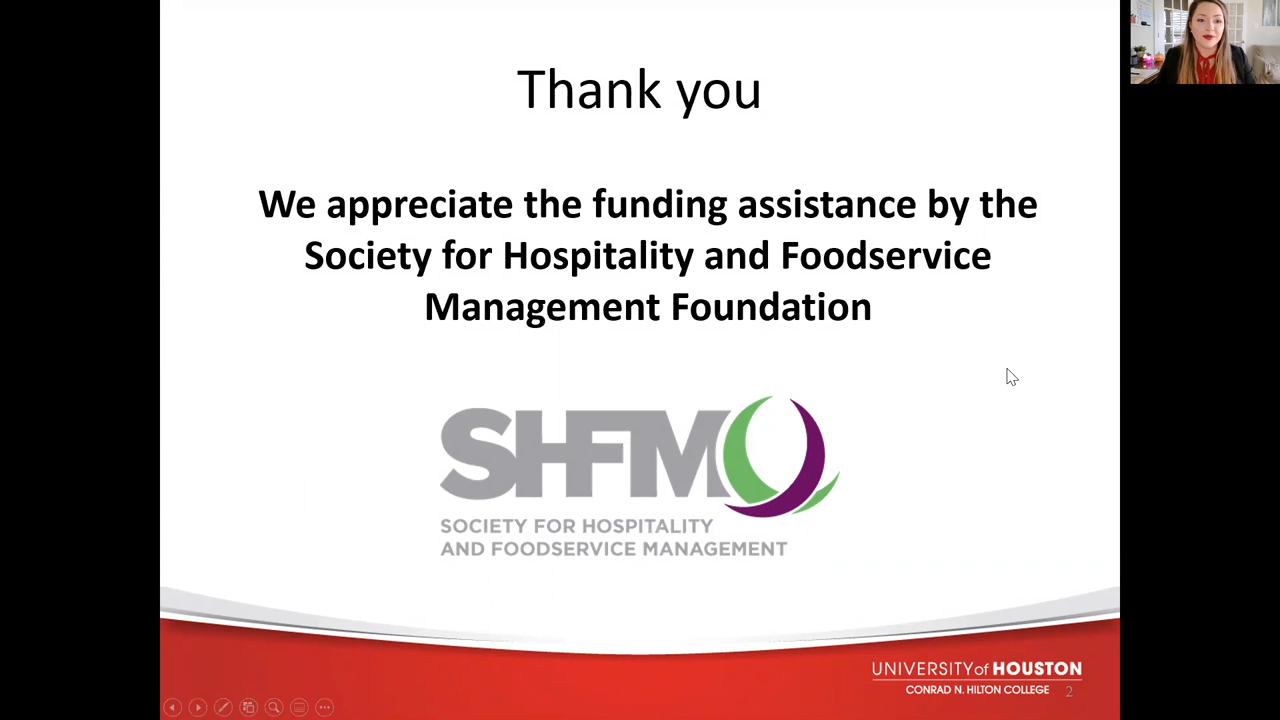 Thank you
We appreciate the funding assistance by the
Society for Hospitality and Foodservice
Management Foundation
SHFM
SOCIETY FOR HOSPITALITY
AND FOODSERVICE MANAGEMENT
UNIVERSITY of HOUSTON
CONRAD N. HILTON COLLEGE 2